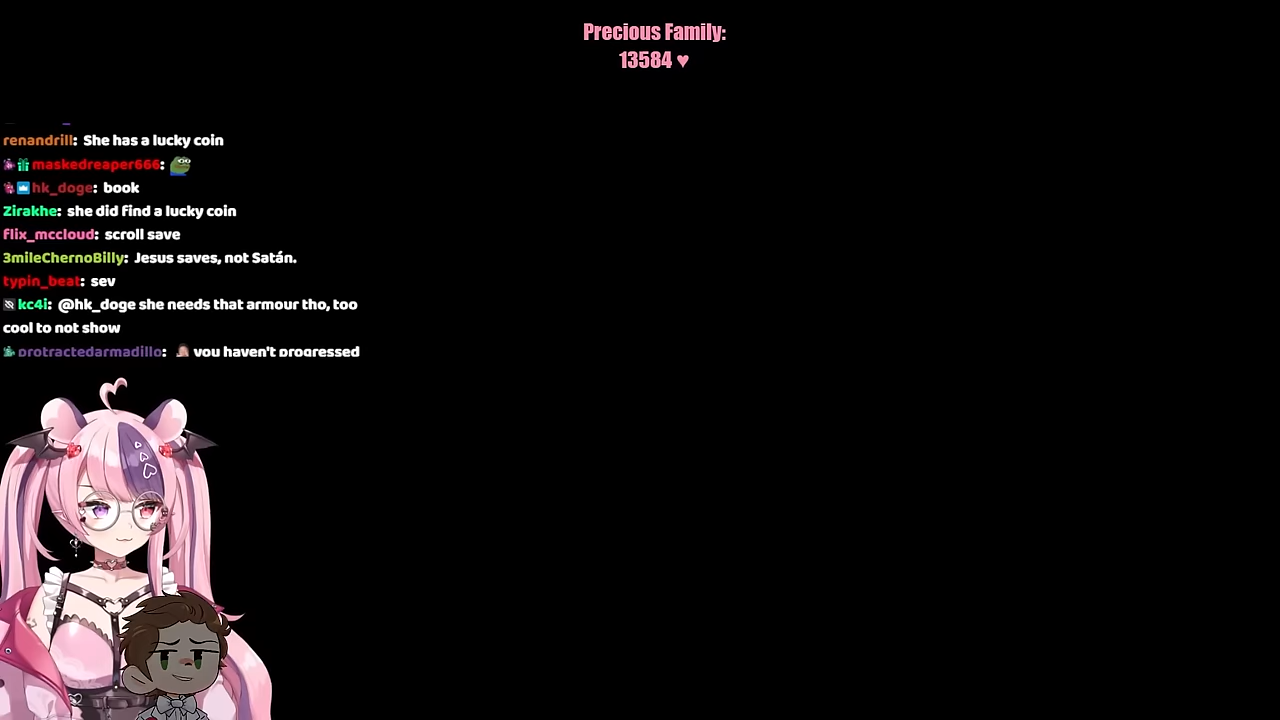 Precious Family:
13584 ♥
renandrill: She has a lucky coin
maskedreaper666:
hk_doge: book
Zirakhe: she did find a lucky coin
flix_mccloud: scroll save
3mileChernoBilly: Jesus saves, not Satán.
typin_beat: sev
kc4i: @hk_doge she needs that armour tho, too
cool to not show
protractedarmadillo: you haven't progressed